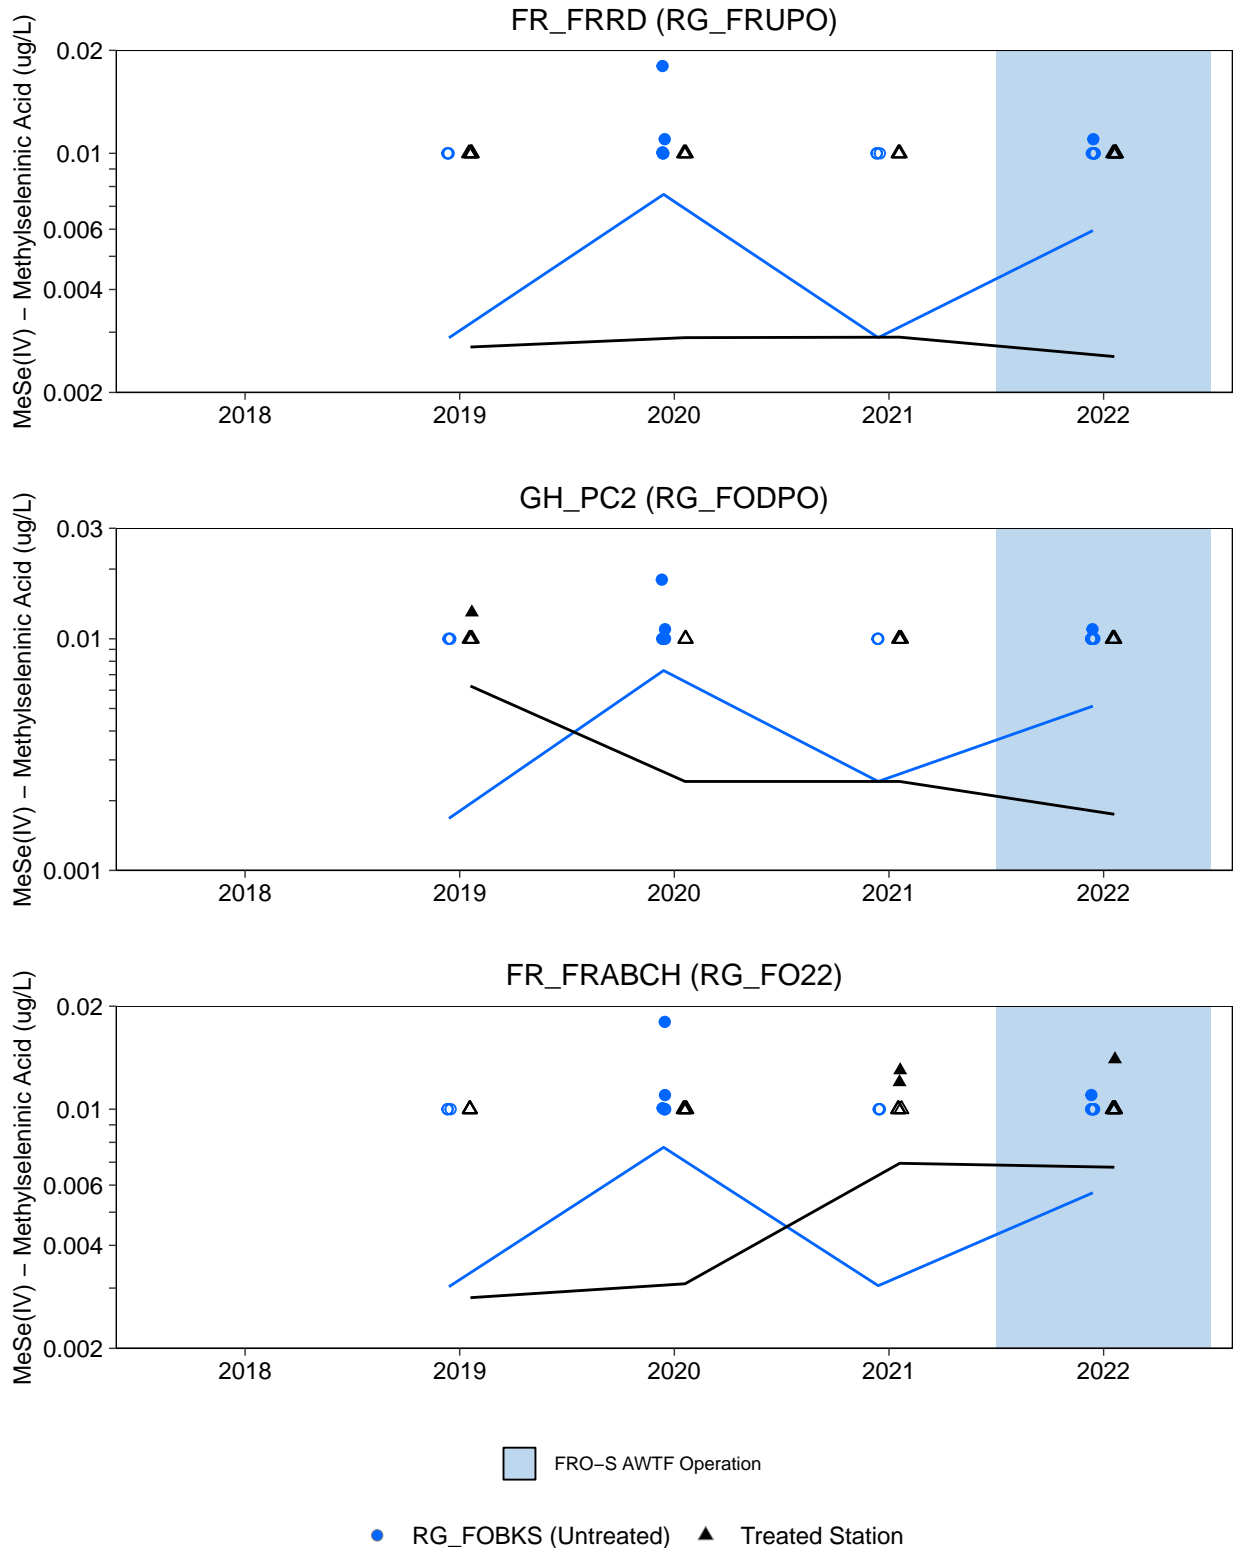 FR_FRRD (RG_FRUPO)
MeSe(IV) − Methylseleninic Acid (ug/L)
0.02
0.01
0.006
0.004
0.002
2018 2019 2020 2021 2022
GH_PC2 (RG_FODPO)
MeSe(IV) − Methylseleninic Acid (ug/L)
0.03
0.01
0.001
2018 2019 2020 2021 2022
FR_FRABCH (RG_FO22)
MeSe(IV) − Methylseleninic Acid (ug/L)
0.02
0.01
0.006
0.004
0.002
2018 2019 2020 2021 2022
FRO−S AWTF Operation
RG_FOBKS (Untreated) Treated Station